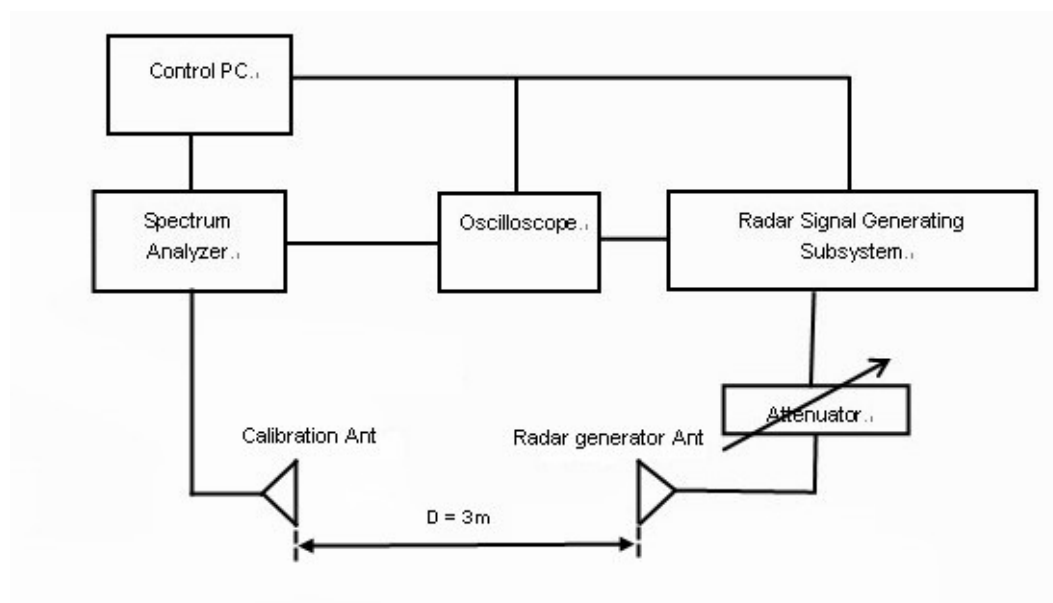 Control PC.
Spectrum
Analyzer.
Oscilloscope.
Radar Signal Generating
Subsystem.
Attenuator.
Calibration Ant
Radar generator Ant
D = 3m